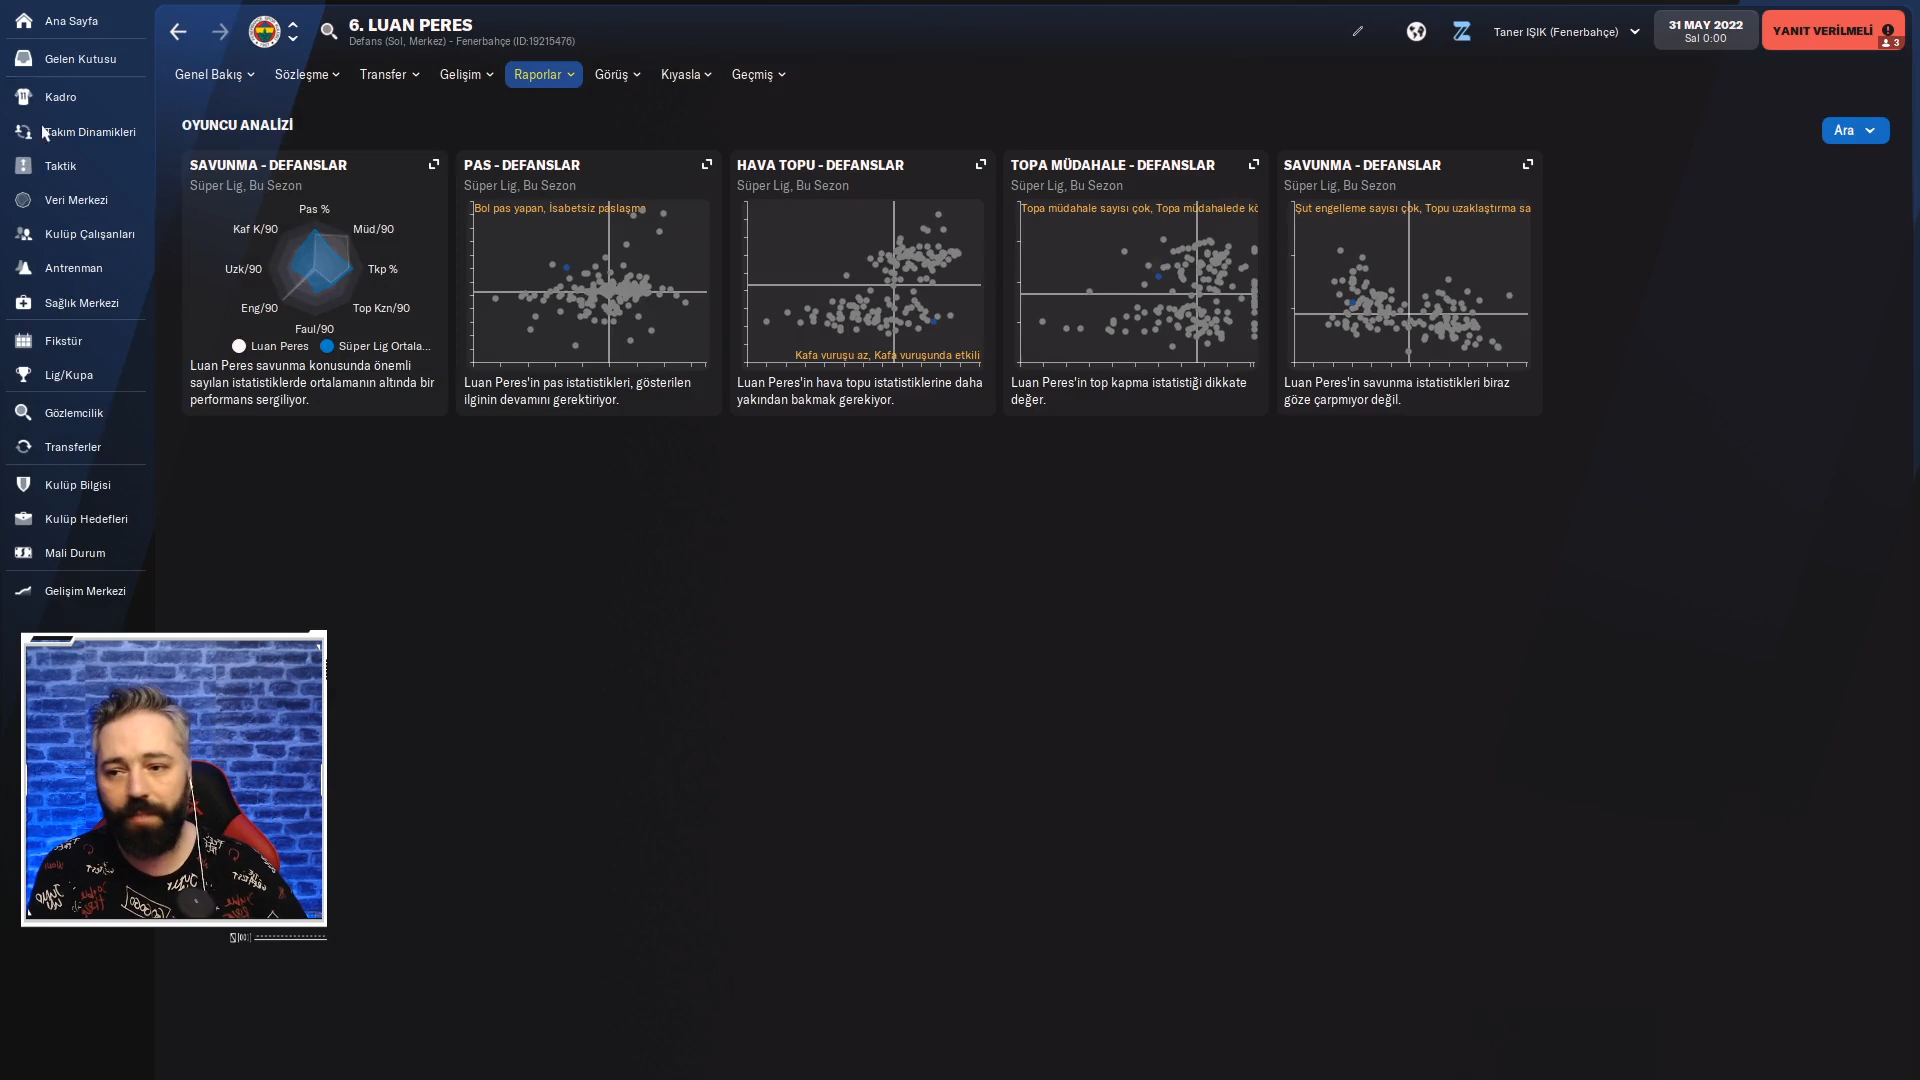 Ana Sayfa
Gelen Kutusu
Kadro
Takım Dinamikleri
Taktik
Veri Merkezi
Kulüp Çalışanları
Antrenman
Sağlık Merkezi
Fikstür
Lig/Kupa
Gözlemcilik
Transferler
Kulüp Bilgisi
Kulüp Hedefleri
Mali Durum
Gelişim Merkezi
6. LUAN PERES
Defans (Sol, Merkez) - Fenerbahçe (ID:19215476)
Taner IŞIK (Fenerbahçe)
31 MAY 2022
Sal 0:00
YANIT VERİLMELİ
3
Genel Bakış
Sözleşme
Transfer
Gelişim
Raporlar
Görüş
Kıyasla
Geçmiş
OYUNCU ANALİZİ
Ara
SAVUNMA - DEFANSLAR
Süper Lig, Bu Sezon
Pas %
Kaf K/90
Müd/90
Uzk/90
Tkp %
Eng/90
Top Kzn/90
Faul/90
Luan Peres
Süper Lig Ortala...
Luan Peres savunma konusunda önemli
sayılan istatistiklerde ortalamanın altında bir
performans sergiliyor.
PAS - DEFANSLAR
Süper Lig, Bu Sezon
Bol pas yapan, İsabetsiz paslaşma
Luan Peres'in pas istatistikleri, gösterilen
ilginin devamını gerektiriyor.
HAVA TOPU - DEFANSLAR
Süper Lig, Bu Sezon
Kafa vuruşu az, Kafa vuruşunda etkili
Luan Peres'in hava topu istatistiklerine daha
yakından bakmak gerekiyor.
TOPA MÜDAHALE - DEFANSLAR
Süper Lig, Bu Sezon
Topa müdahale sayısı çok, Topa müdahalede kö
Luan Peres'in top kapma istatistiği dikkate
değer.
SAVUNMA - DEFANSLAR
Süper Lig, Bu Sezon
Şut engelleme sayısı çok, Topu uzaklaştırma sa
Luan Peres'in savunma istatistikleri biraz
göze çarpmıyor değil.